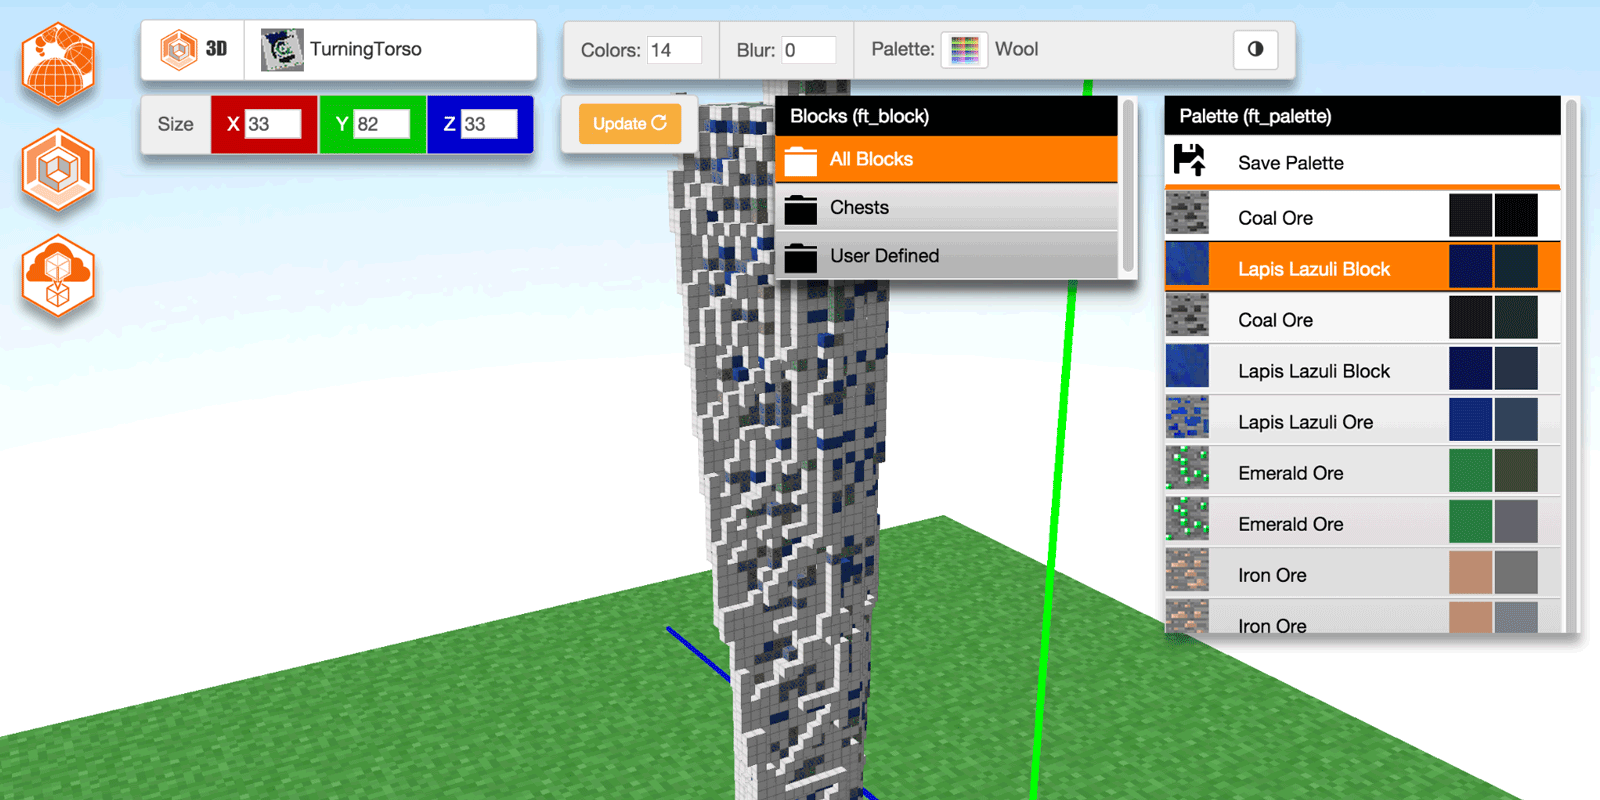 3D TurningTorso
Colors: 14 Blur: 0 Palette: Wool
Size X 33 Y 82 Z 33
Update
Blocks (ft_block)
All Blocks
Chests
User Defined
Palette (ft_palette)
Save Palette
Coal Ore
Lapis Lazuli Block
Coal Ore
Lapis Lazuli Block
Lapis Lazuli Ore
Emerald Ore
Emerald Ore
Iron Ore
Iron Ore